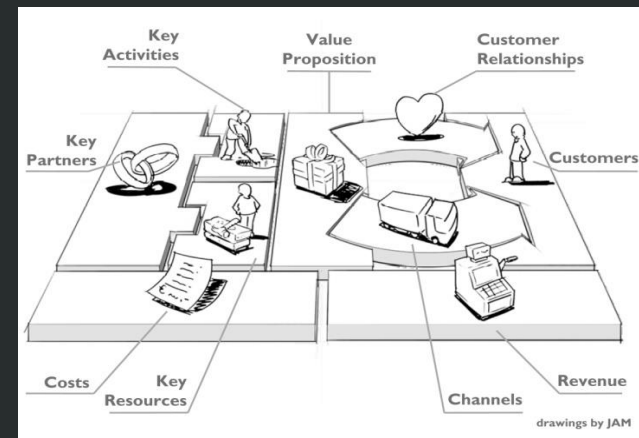 Key
Activities
Value
Proposition
Customer
Relationships
Key
Partners
Customers
Costs
Key
Resources
Channels
Revenue
drawings by JAM